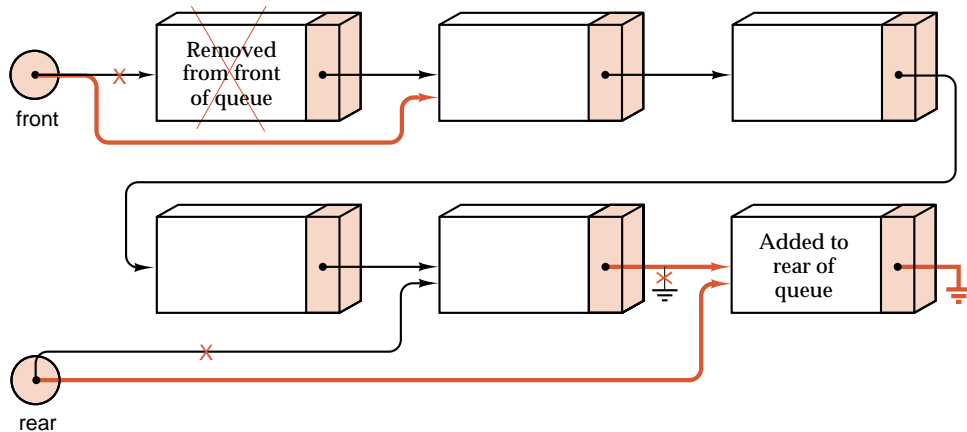 Removed
from front
of queue
front
Added to
rear of
queue
rear